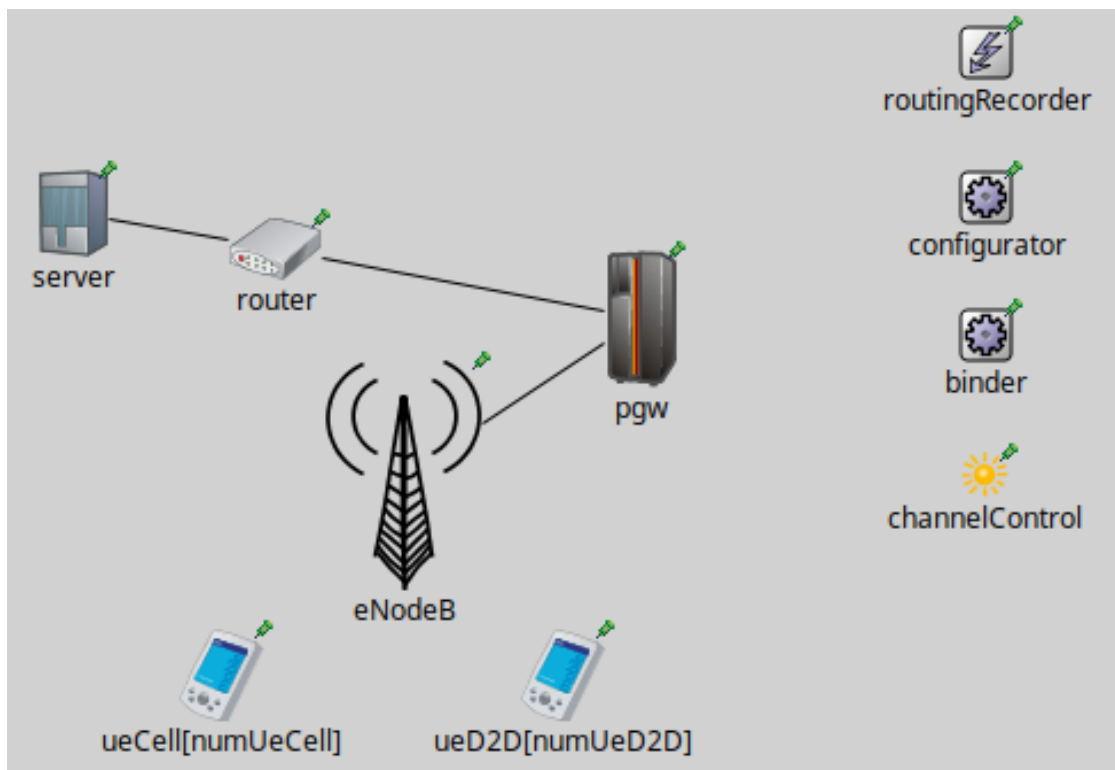 routingRecorder
server
router
configurator
pgw
binder
channelControl
eNodeB
ueCell[numUeCell]
ueD2D[numUeD2D]